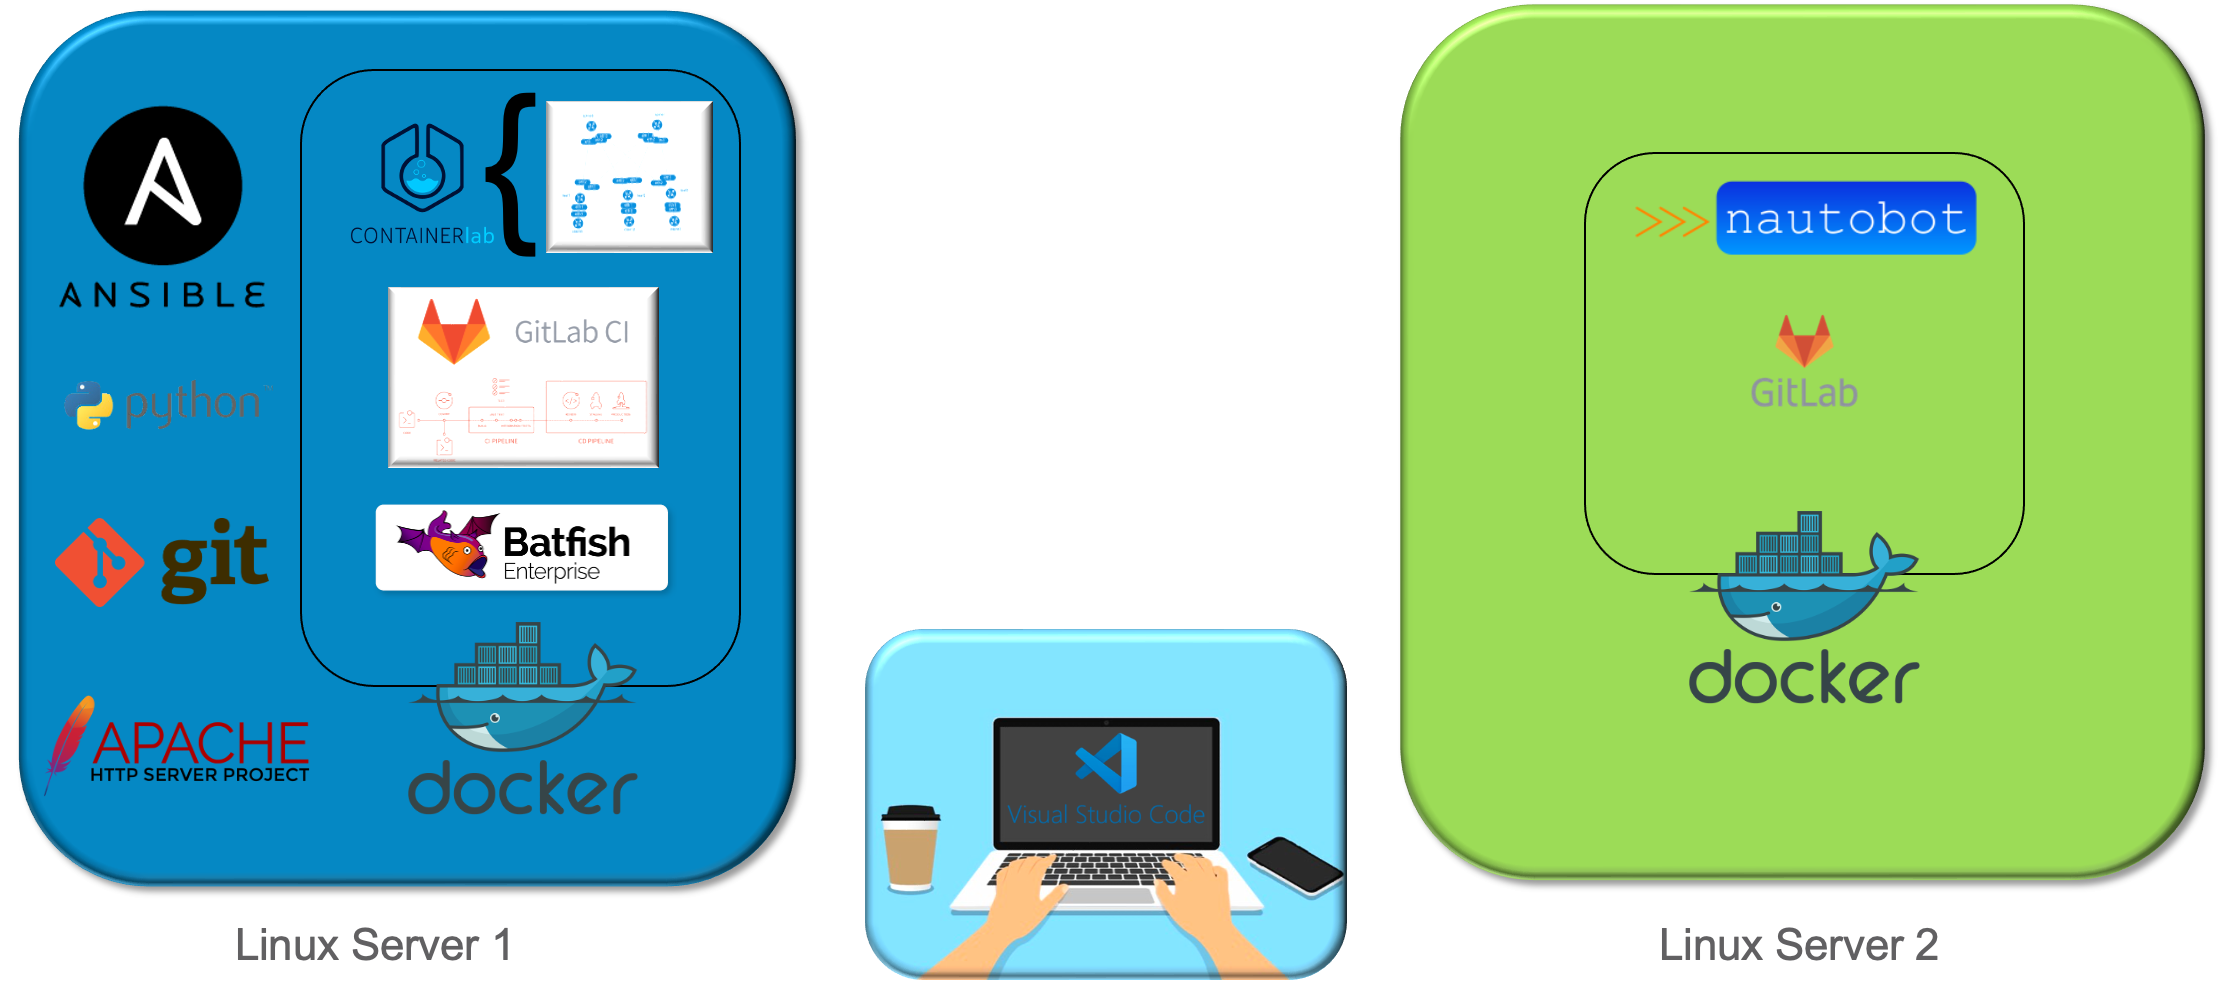 ANSIBLE
python
git
APACHE
HTTP SERVER PROJECT
CONTAINERlab
{
GitLab CI
CI PIPELINE
CD PIPELINE
Batfish
Enterprise
docker
Linux Server 1
Visual Studio Code
>>> nautobot
GitLab
docker
Linux Server 2